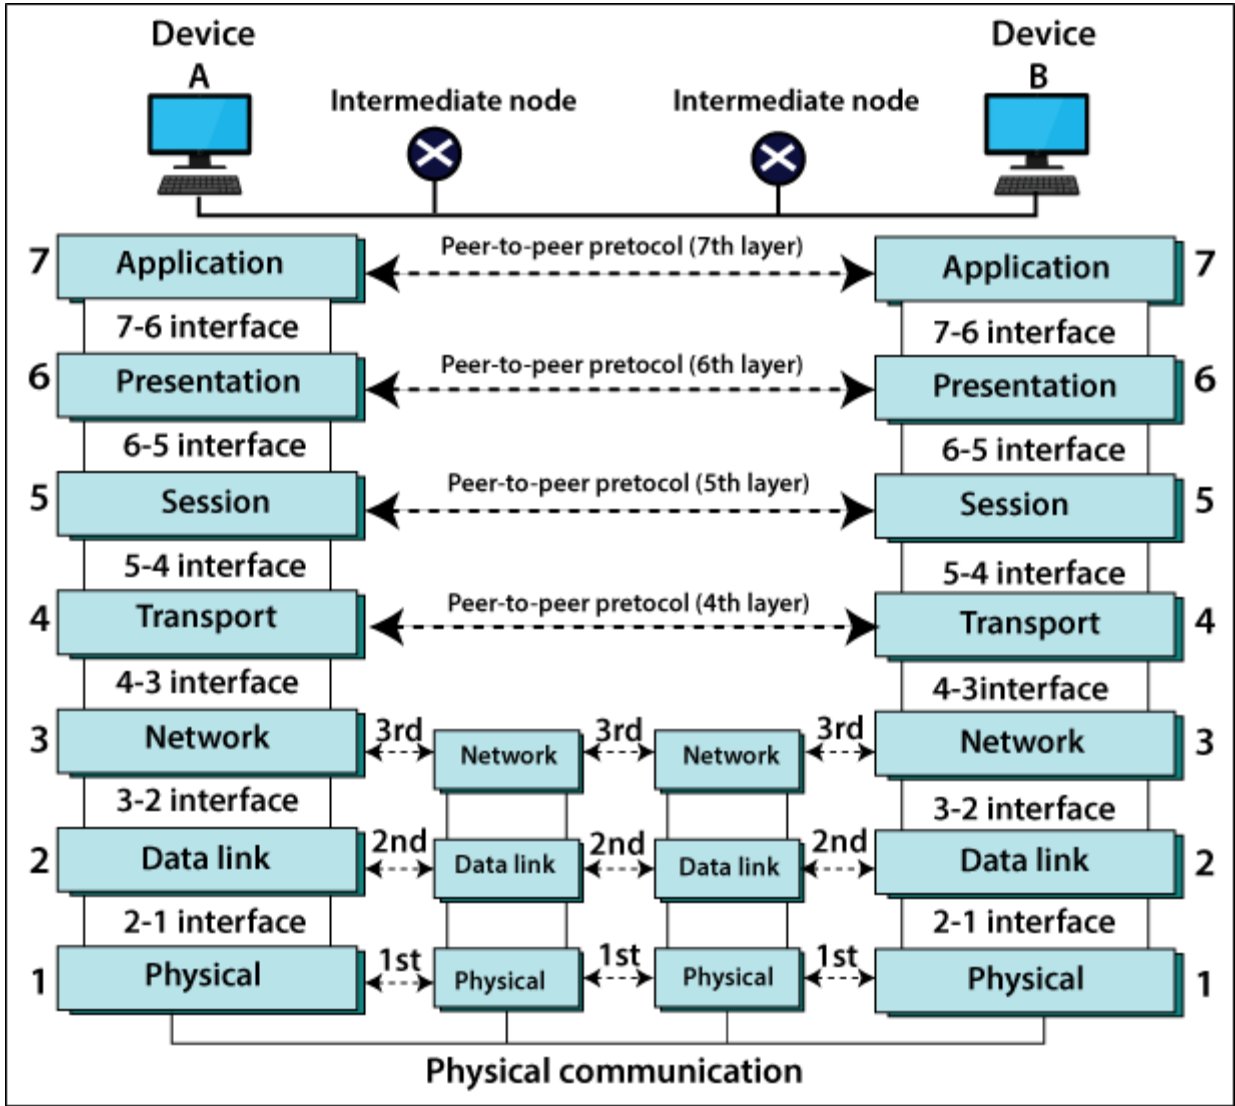 Device
A
Device
B
Intermediate node
Intermediate node
7
Application
Peer-to-peer pretocol (7th layer)
Application
7
7-6 interface
7-6 interface
6
Presentation
Peer-to-peer pretocol (6th layer)
Presentation
6
6-5 interface
6-5 interface
5
Session
Peer-to-peer pretocol (5th layer)
Session
5
5-4 interface
5-4 interface
4
Transport
Peer-to-peer pretocol (4th layer)
Transport
4
4-3 interface
4-3interface
3
Network
3rd
Network
3rd
Network
3rd
Network
3
3-2 interface
3-2 interface
2
Data link
2nd
Data link
2nd
Data link
2nd
Data link
2
2-1 interface
2-1 interface
1
Physical
1st
Physical
1st
Physical
1st
Physical
1
Physical communication